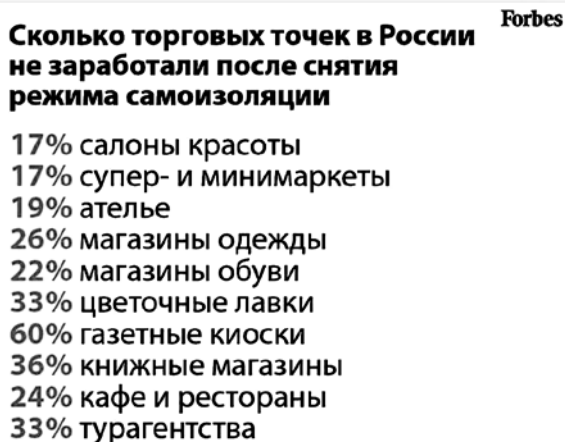 Forbes
Сколько торговых точек в России
не заработали после снятия
режима самоизоляции
17% салоны красоты
17% супер- и минимаркеты
19% ателье
26% магазины одежды
22% магазины обуви
33% цветочные лавки
60% газетные киоски
36% книжные магазины
24% кафе и рестораны
33% турагентства